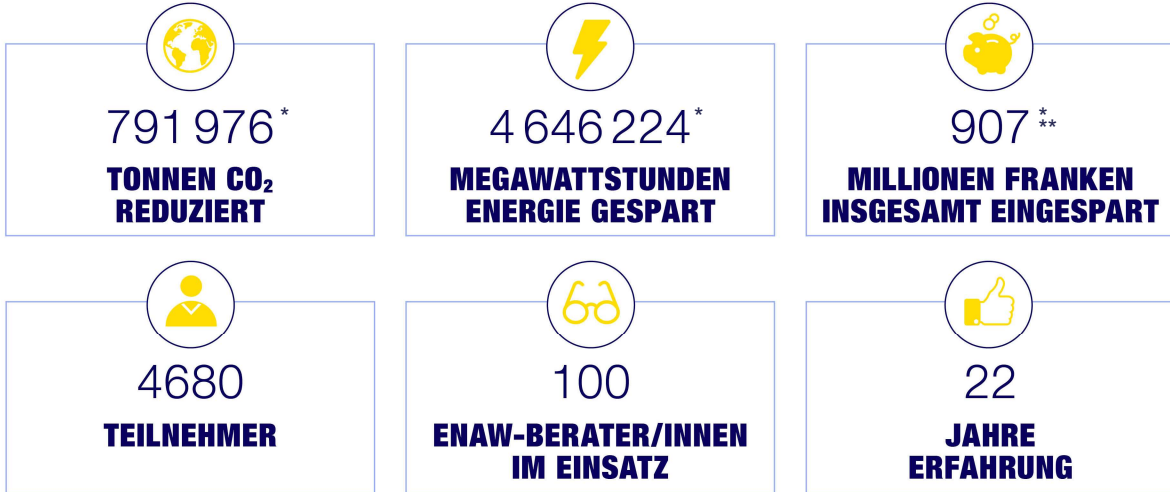 791 976*
TONNEN CO₂
REDUZIERT
4 646 224*
MEGAWATTSTUNDEN
ENERGIE GESPART
907 * **
MILLIONEN FRANKEN
INSGESAMT EINGESPART
4680
TEILNEHMER
100
ENAW-BERATER/INNEN
IM EINSATZ
22
JAHRE
ERFAHRUNG